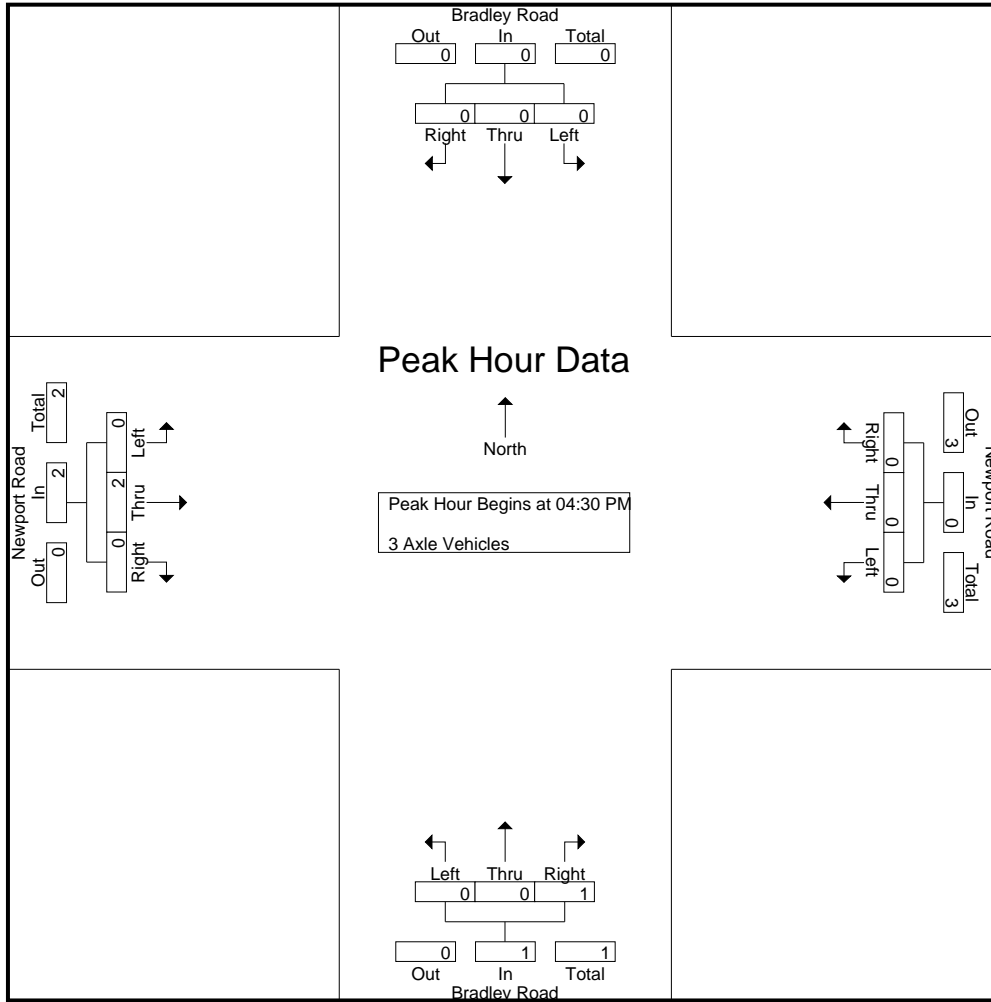 Bradley Road
Out In Total
0 0 0
0 0 0
Right Thru Left
Peak Hour Data
North
Peak Hour Begins at 04:30 PM
3 Axle Vehicles
Newport Road
Out In Total
0 2 2
Left Thru Right
0 2 0
Newport Road
Out In Total
3 0 3
Right Thru Left
0 0 0
Left Thru Right
0 0 1
0 1 1
Out In Total
Bradley Road